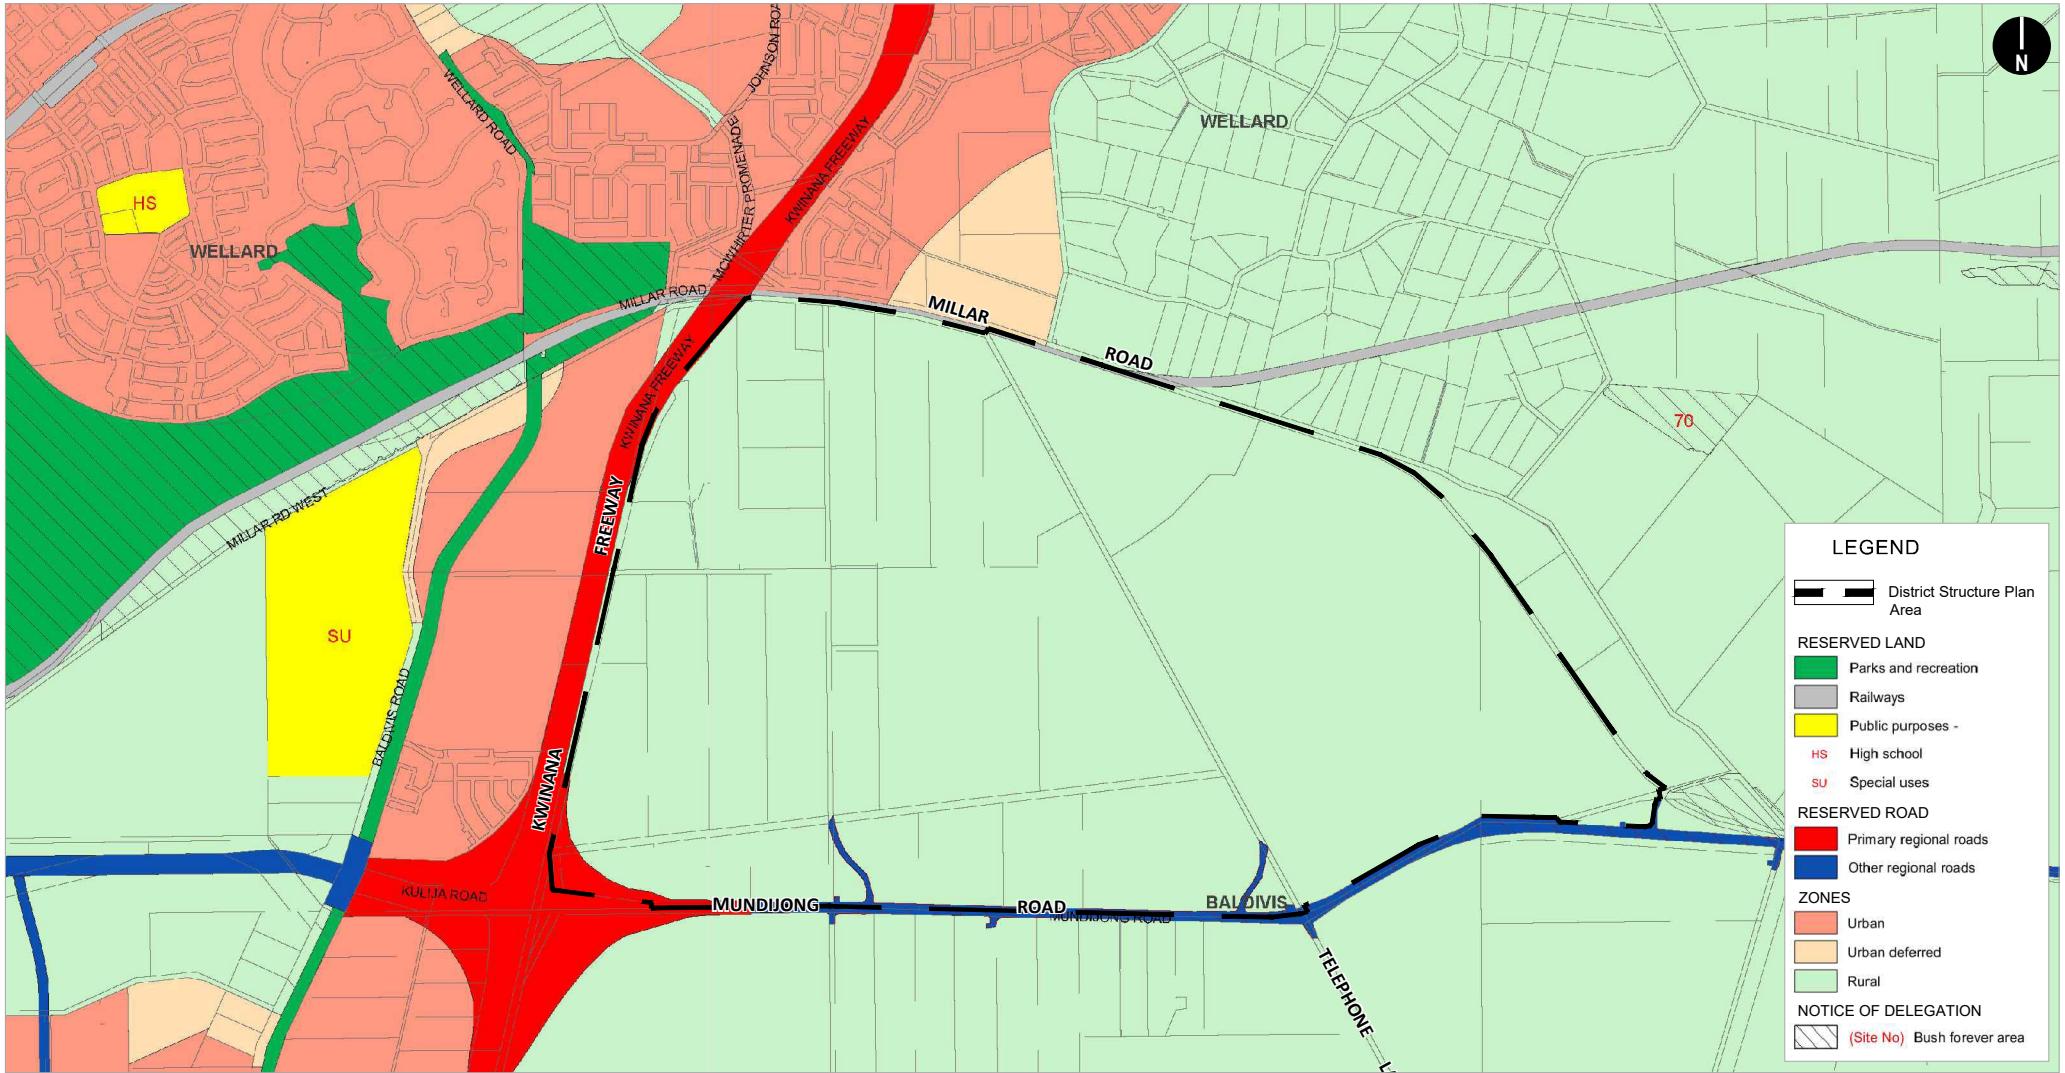 N
JOHNSON ROA
WELLARD ROAD
WELLARD
KWINANA FREEWAY
MCWHIRTER PROMENADE
HS
WELLARD
MILLAR ROAD
MILLAR
ROAD
KWINANA FREEWAY
70
MILLAR RD WEST
FREEWAY
SU
BALDIVIS ROAD
KWINANA
KULIJA ROAD
MUNDIJONG
ROAD
MUNDIJONG ROAD
BALDIVIS
TELEPHONE
L
LEGEND
District Structure Plan
Area
RESERVED LAND
Parks and recreation
Railways
Public purposes -
HS High school
SU Special uses
RESERVED ROAD
Primary regional roads
Other regional roads
ZONES
Urban
Urban deferred
Rural
NOTICE OF DELEGATION
(Site No) Bush forever area